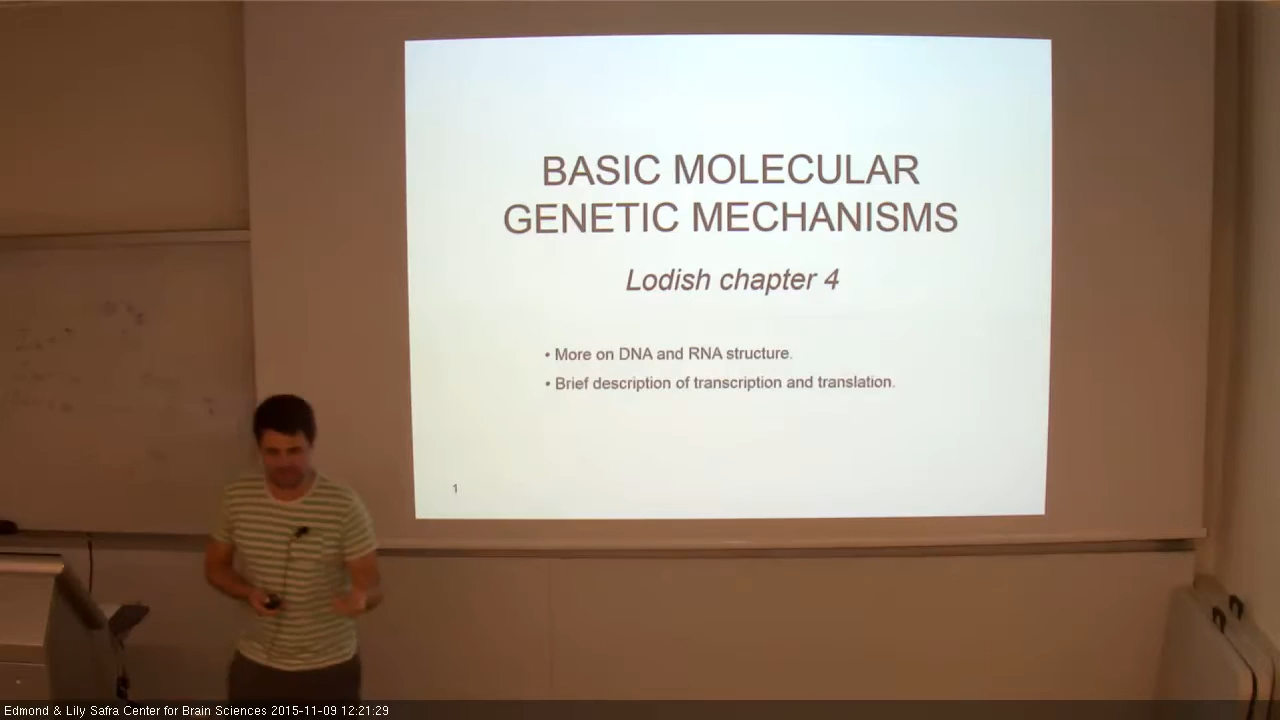 BASIC MOLECULAR
GENETIC MECHANISMS
Lodish chapter 4
• More on DNA and RNA structure.
• Brief description of transcription and translation.
1
Edmond & Lily Safra Center for Brain Sciences 2015-11-09 12:21:29